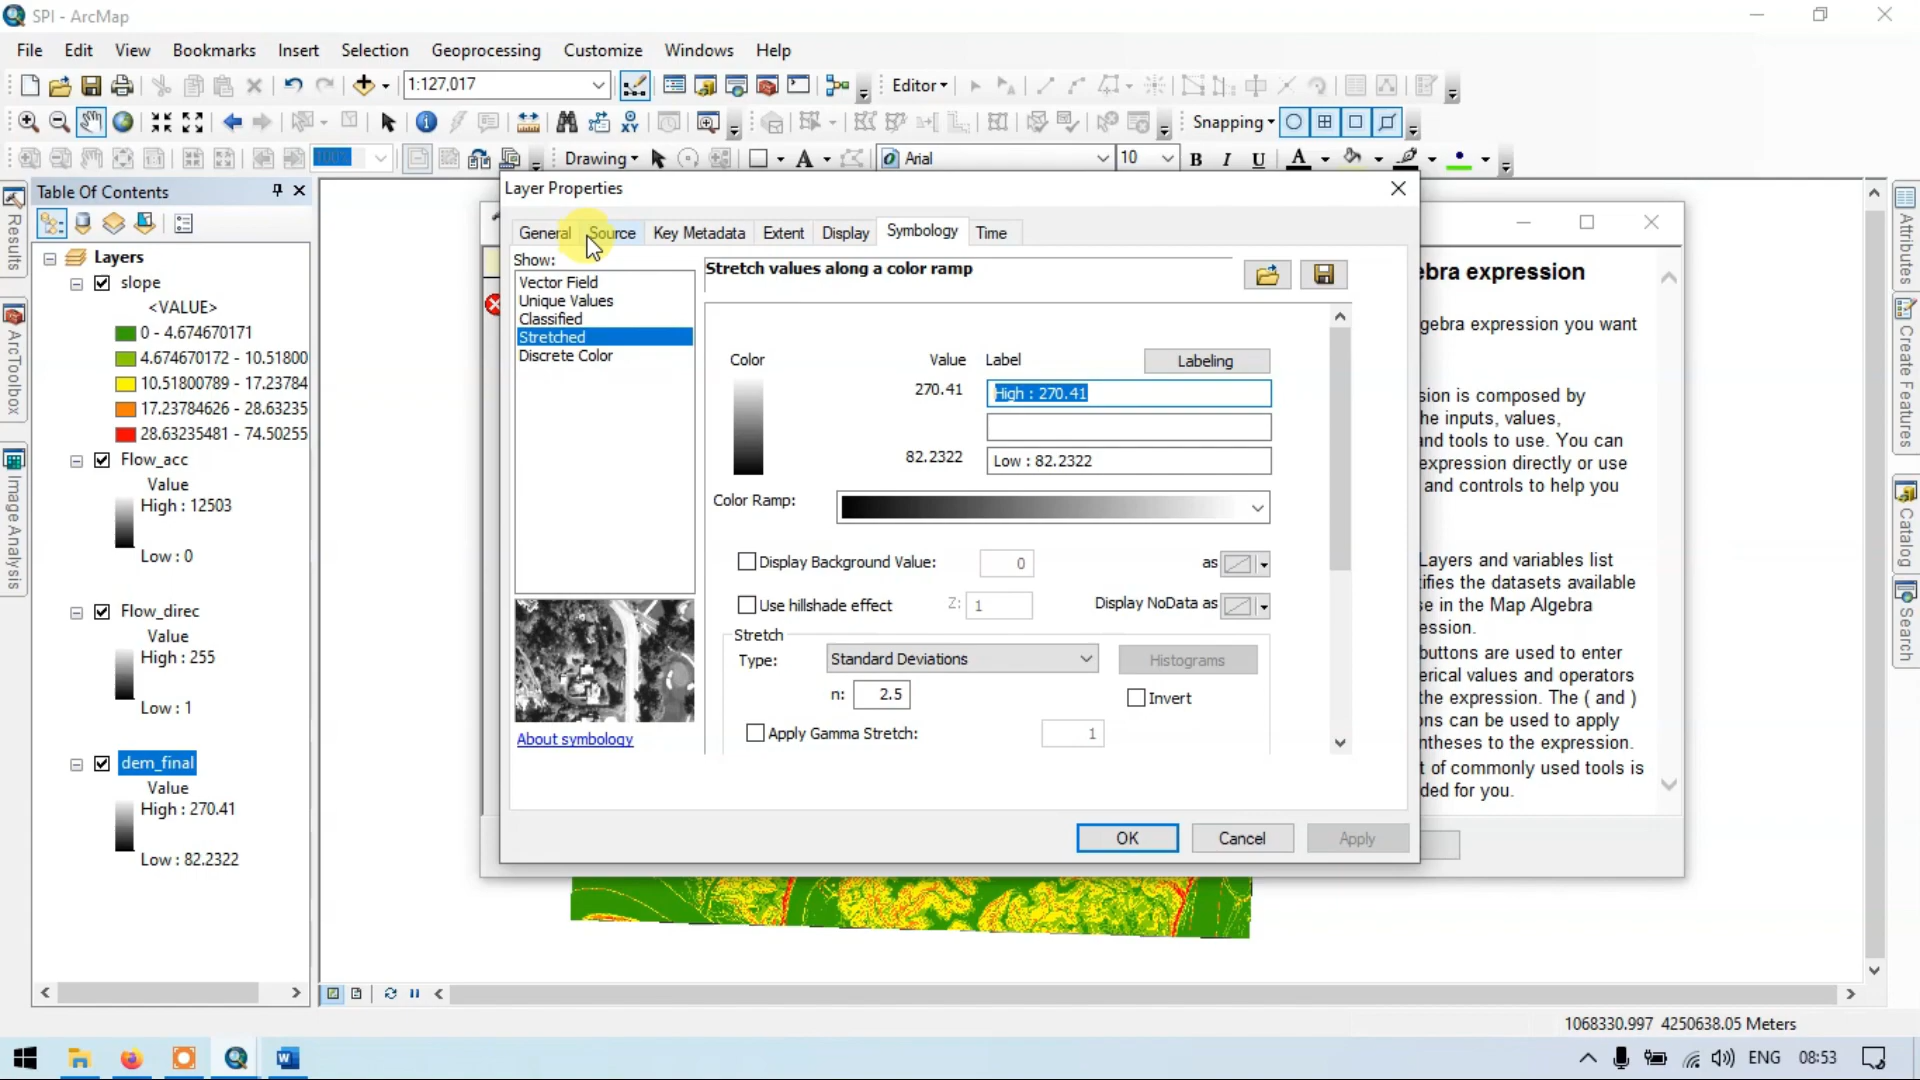 SPI - ArcMap
File Edit View Bookmarks Insert Selection Geoprocessing Customize Windows Help
1:127,017
Editor
Snapping
100%
Drawing
Arial
10
B I U A
Table Of Contents
Results
ArcToolbox
Image Analysis
Layers
slope
<VALUE>
0 - 4.674670171
4.674670172 - 10.51800
10.51800789 - 17.23784
17.23784626 - 28.63235
28.63235481 - 74.50255
Flow_acc
Value
High : 12503
Low : 0
Flow_direc
Value
High : 255
Low : 1
dem_final
Value
High : 270.41
Low : 82.2322
Layer Properties
General Source Key Metadata Extent Display Symbology Time
Show:
Vector Field
Unique Values
Classified
Stretched
Discrete Color
About symbology
Stretch values along a color ramp
Color Value Label Labeling
270.41 High : 270.41
82.2322 Low : 82.2322
Color Ramp:
Display Background Value: 0 as
Use hillshade effect Z: 1 Display NoData as
Stretch
Type: Standard Deviations Histograms
n: 2.5 Invert
Apply Gamma Stretch: 1
OK Cancel Apply
ebra expression
gebra expression you want
sion is composed by
he inputs, values,
and tools to use. You can
expression directly or use
and controls to help you
Layers and variables list
tifies the datasets available
se in the Map Algebra
ession.
buttons are used to enter
erical values and operators
the expression. The ( and )
ons can be used to apply
ntheses to the expression.
t of commonly used tools is
ded for you.
Attributes
Create Features
Catalog
Search
1068330.997 4250638.05 Meters
ENG 08:53